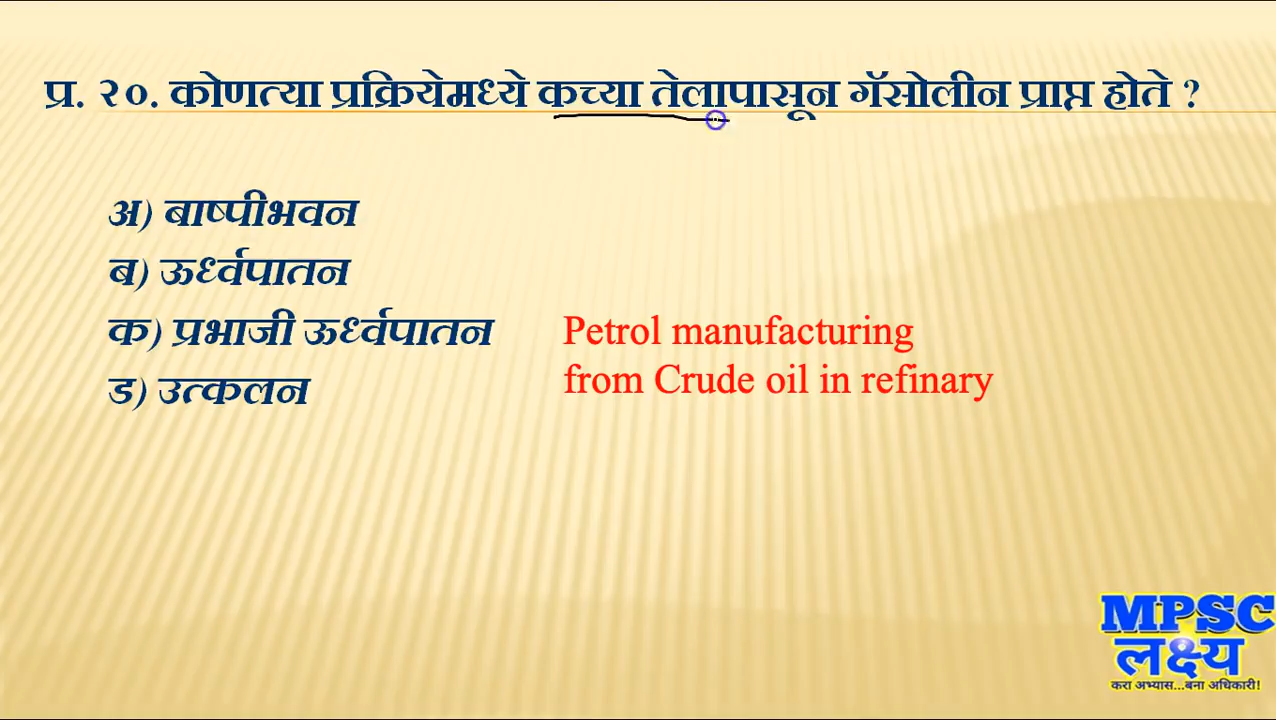 प्र. २०. कोणत्या प्रक्रियेमध्ये कच्या तेलापासून गॅसोलीन प्राप्त होते ?
अ) बाष्पीभवन
ब) ऊर्ध्वपातन
क) प्रभाजी ऊर्ध्वपातन
ड) उत्कलन
Petrol manufacturing
from Crude oil in refinary
MPSC
लक्ष्य
करा अभ्यास...बना अधिकारी!